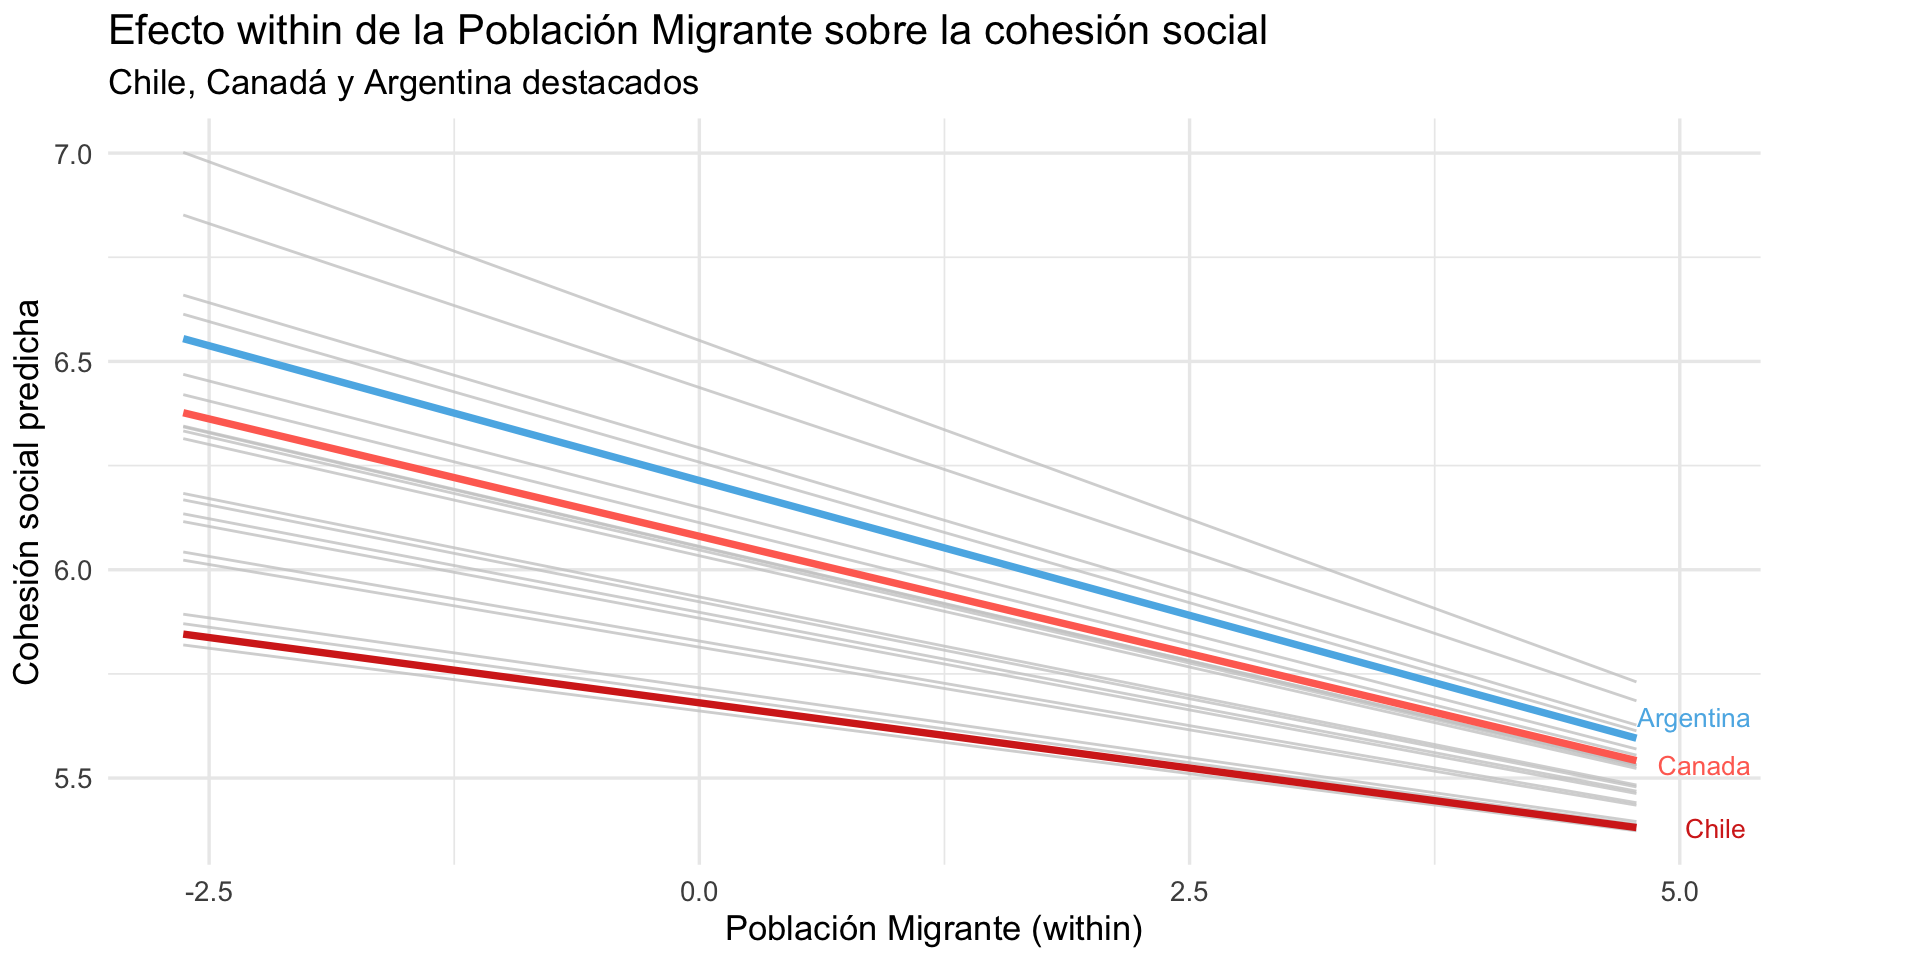 Efecto within de la Población Migrante sobre la cohesión social
Chile, Canadá y Argentina destacados
Cohesión social predicha
7.0
6.5
6.0
5.5
Argentina
Canada
Chile
-2.5
0.0
2.5
5.0
Población Migrante (within)